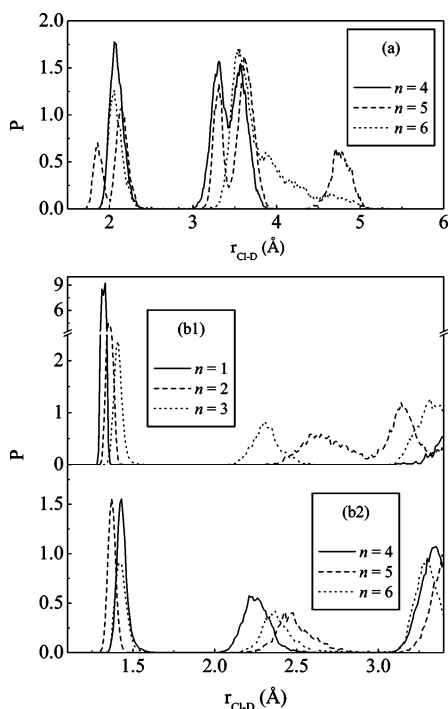 2.0
1.5
1.0
0.5
0.0
P
(a)
n = 4
n = 5
n = 6
2 3 4 5 6
r Cl-D (Å)
9
6
2
1
0
P
(b1)
n = 1
n = 2
n = 3
1.5
1.0
0.5
0.0
(b2)
n = 4
n = 5
n = 6
1.5 2.0 2.5 3.0
r Cl-D (Å)